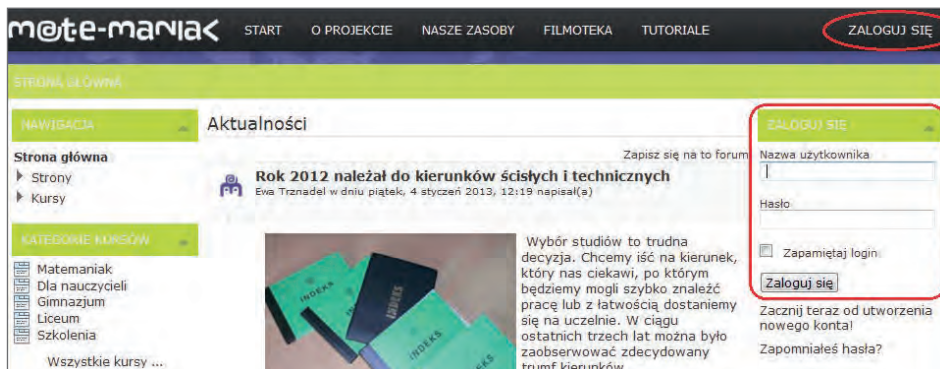 m@te-maniak START O PROJEKCIE NASZE ZASOBY FILMOTEKA TUTORIALE ZALOGUJ SIĘ
STRONA GŁÓWNA
NAWIGACJA
Strona główna
Strony
Kursy
KATEGORIE KURSÓW
Matemaniak
Dla nauczycieli
Gimnazjum
Liceum
Szkolenia
Wszystkie kursy ...
Aktualności
Zapisz się na to forum
Rok 2012 należał do kierunków ścisłych i technicznych
Ewa Trznadel w dniu piątek, 4 styczeń 2013, 12:19 napisał(a)
INDEKS
INDEKS
INDEKS
Wybór studiów to trudna
decyzja. Chcemy iść na kierunek,
który nas ciekawi, po którym
będziemy mogli szybko znaleźć
pracę lub z łatwością dostaniemy
się na uczelnie. W ciągu
ostatnich trzech lat można było
zaobserwować zdecydowany
trumf kierunków
ZALOGUJ SIĘ
Nazwa użytkownika
Hasło
Zapamiętaj login
Zaloguj się
Zacznij teraz od utworzenia
nowego konta!
Zapomniałeś hasła?